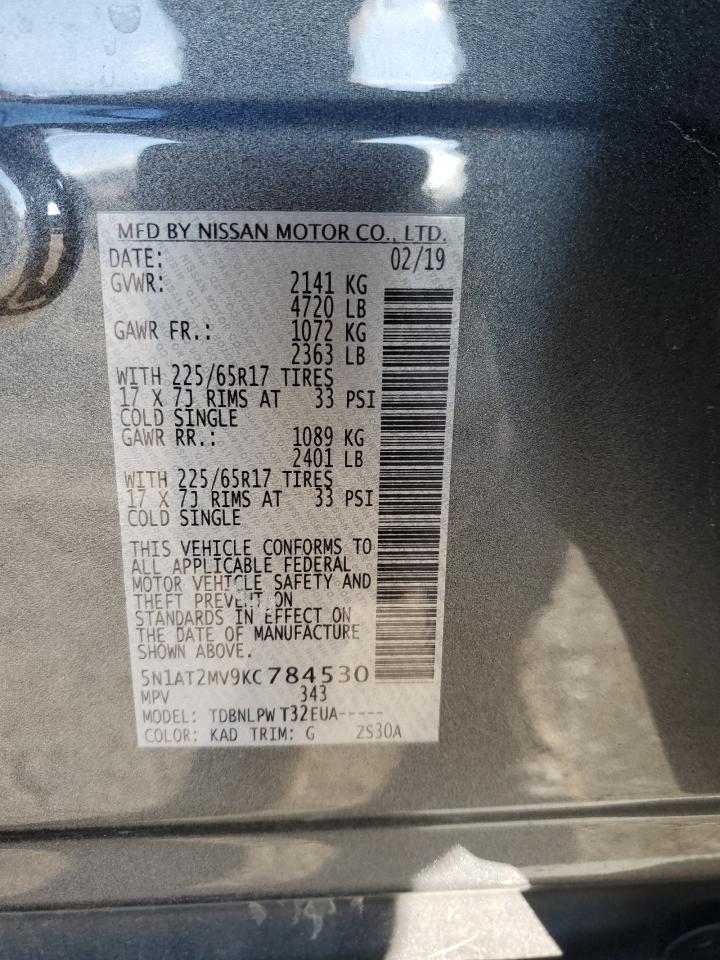 MFD BY NISSAN MOTOR CO., LTD.
DATE: 02/19
GVWR: 2141 KG
4720 LB
GAWR FR.: 1072 KG
2363 LB
WITH 225/65R17 TIRES
17 X 7J RIMS AT 33 PSI
COLD SINGLE
GAWR RR.: 1089 KG
2401 LB
WITH 225/65R17 TIRES
17 X 7J RIMS AT 33 PSI
COLD SINGLE
THIS VEHICLE CONFORMS TO
ALL APPLICABLE FEDERAL
MOTOR VEHICLE SAFETY AND
THEFT PREVENTION
STANDARDS IN EFFECT ON
THE DATE OF MANUFACTURE
SHOWN ABOVE.
5N1AT2MV9KC784530
MPV 343
MODEL: TDBNLPW T32EUA-----
COLOR: KAD TRIM: G ZS30A